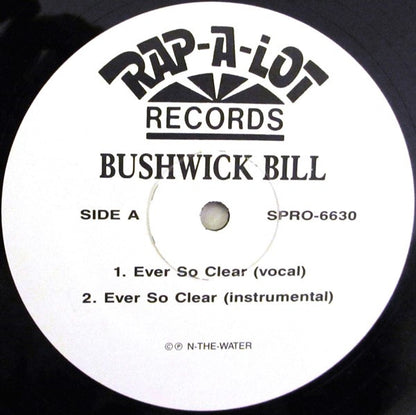 RAP-A-LOT
RECORDS
BUSHWICK BILL
SIDE A SPRO-6630
1. Ever So Clear (vocal)
2. Ever So Clear (instrumental)
©℗ N-THE-WATER